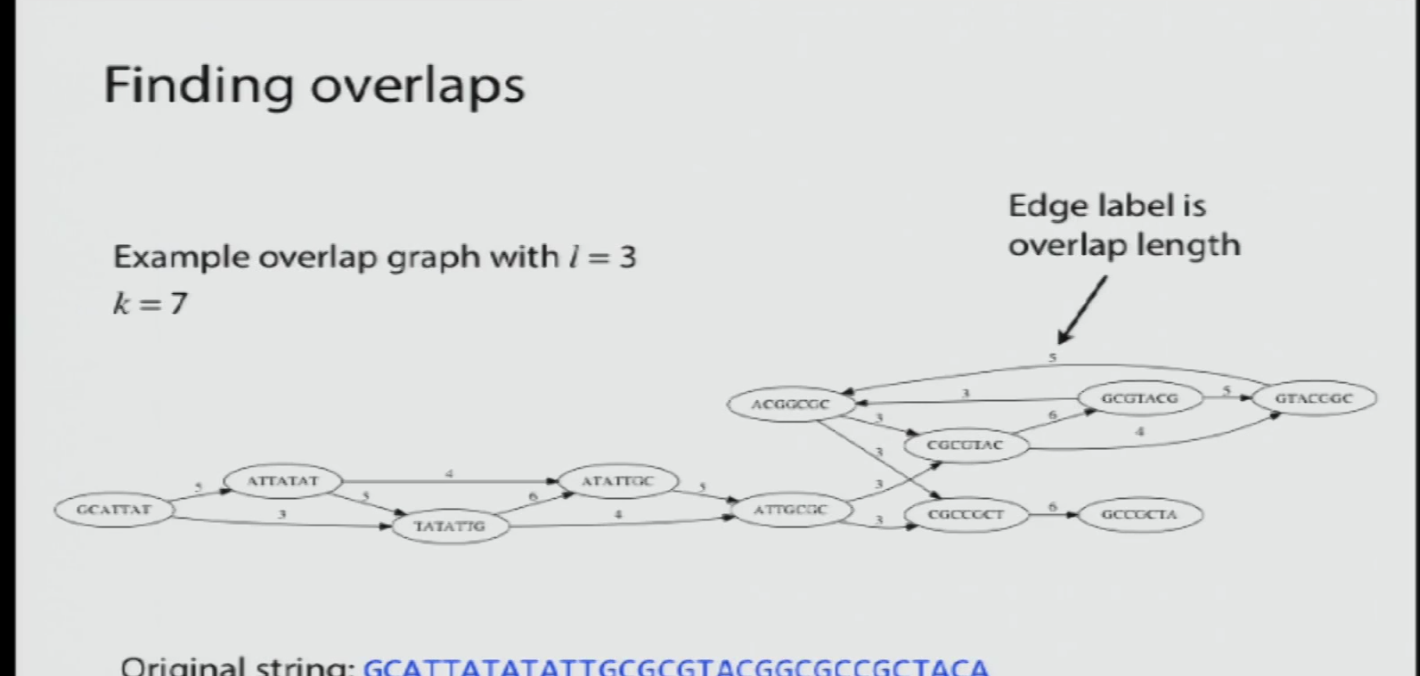 Finding overlaps
Edge label is
overlap length
Example overlap graph with l = 3
k = 7
5
ACGGCGC
3
GCGTACG
5
GTACGGC
3
6
CGCGTAC
4
3
ATTATAT
4
ATATTGC
5
5
3
GCATTAT
5
6
ATTGCGC
CGCCGCT
6
GCCGCTA
3
TATATTG
4
3
Original string: GCATTATATATTGCGCGTACGGCGCCGCTACA